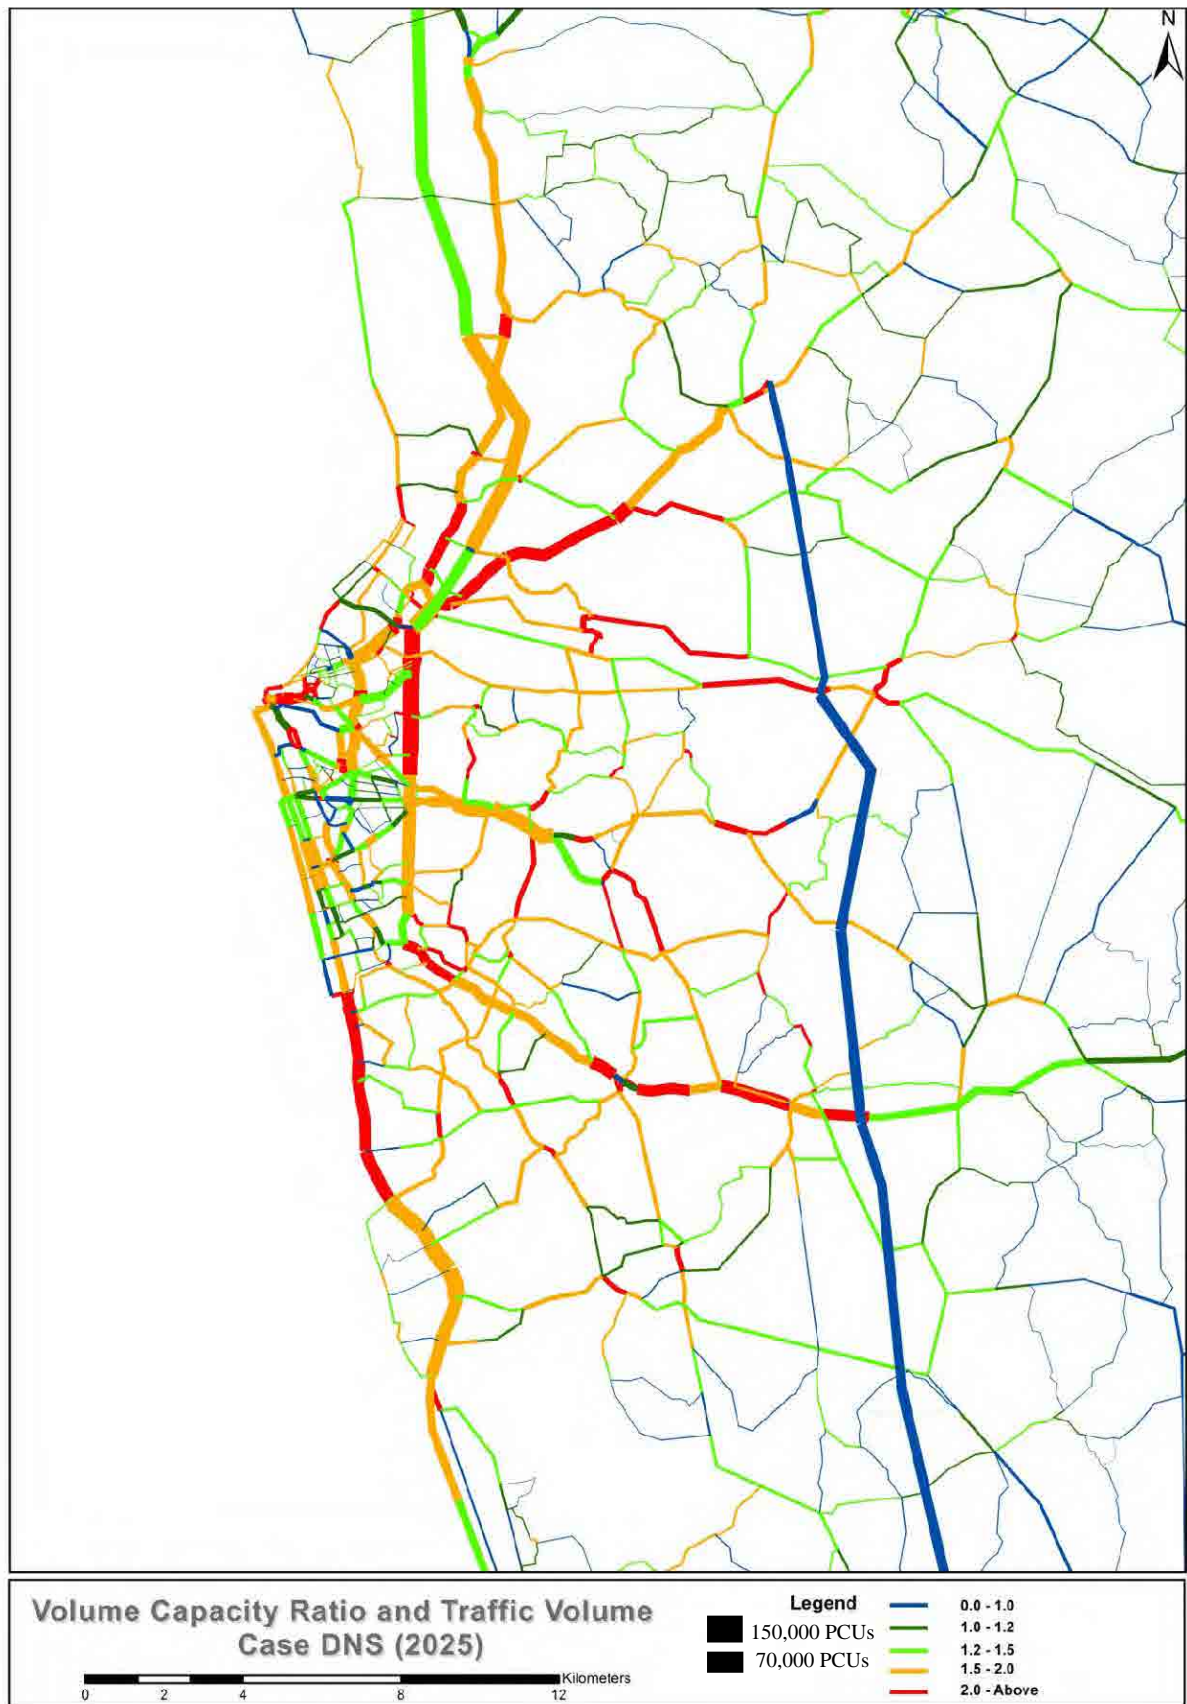 N
Volume Capacity Ratio and Traffic Volume
Case DNS (2025)
Kilometers
0 2 4 8 12
Legend
150,000 PCUs
70,000 PCUs
0.0 - 1.0
1.0 - 1.2
1.2 - 1.5
1.5 - 2.0
2.0 - Above